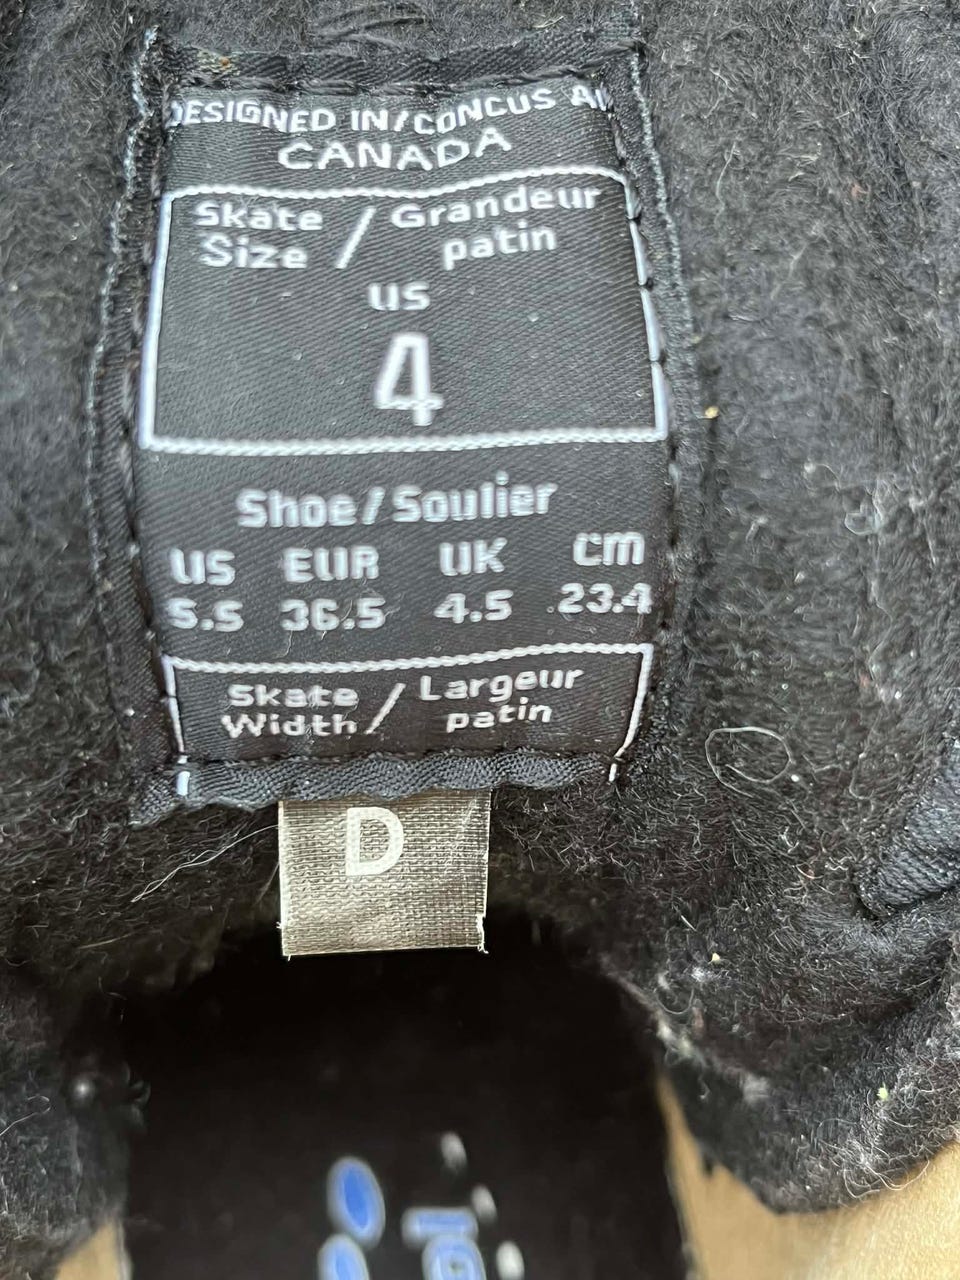 DESIGNED IN/CONCUS AU
CANADA
Skate / Grandeur
Size patin
US
4
Shoe/Soulier
US EUR UK cm
5.5 36.5 4.5 23.4
Skate / Largeur
Width patin
D